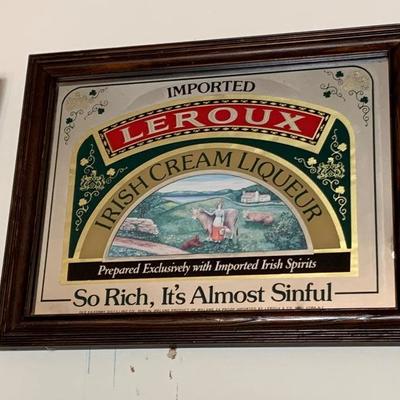 IMPORTED
LEROUX
IRISH CREAM LIQUEUR
Prepared Exclusively with Imported Irish Spirits
So Rich, It's Almost Sinful